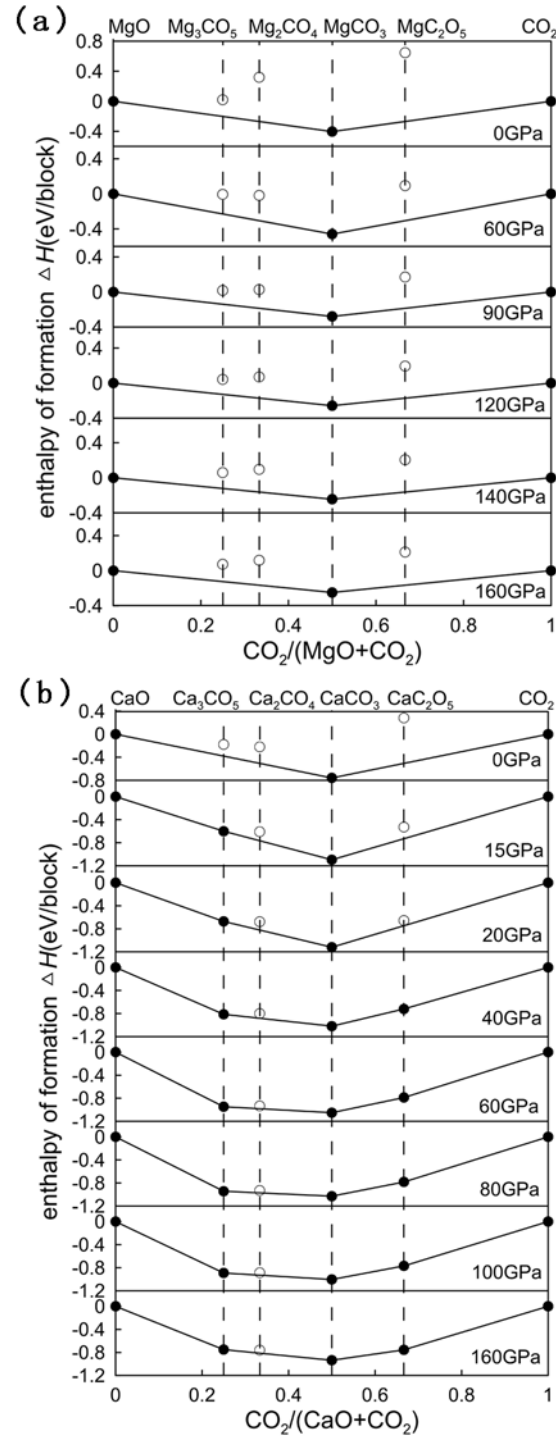 (a)
MgO Mg₃CO₅ Mg₂CO₄ MgCO₃ MgC₂O₅ CO₂
0.8
0.4
0
-0.4
0GPa
0.4
0
-0.4
60GPa
0.4
0
-0.4
90GPa
0.4
0
120GPa
0.4
0
-0.4
140GPa
0.4
0
-0.4
160GPa
enthalpy of formation △H(eV/block)
0 0.2 0.4 0.6 0.8 1
CO₂/(MgO+CO₂)
(b)
CaO Ca₃CO₅ Ca₂CO₄ CaCO₃ CaC₂O₅ CO₂
0.4
0
-0.4
-0.8
0GPa
0
-0.4
-0.8
-1.2
15GPa
0
-0.4
-0.8
-1.2
20GPa
0
-0.4
-0.8
-1.2
40GPa
0
-0.4
-0.8
-1.2
60GPa
0
-0.4
-0.8
-1.2
80GPa
0
-0.4
-0.8
-1.2
100GPa
0
-0.4
-0.8
-1.2
160GPa
enthalpy of formation △H(eV/block)
0 0.2 0.4 0.6 0.8 1
CO₂/(CaO+CO₂)